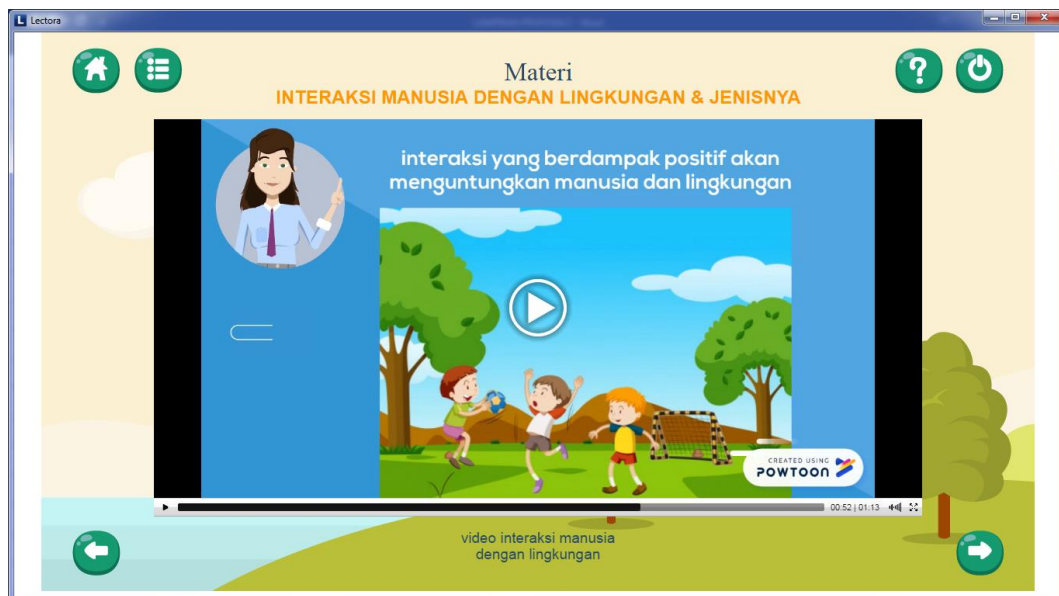 Lectora
Materi
INTERAKSI MANUSIA DENGAN LINGKUNGAN & JENISNYA
interaksi yang berdampak positif akan
menguntungkan manusia dan lingkungan
CREATED USING
POWTOON
00:52 | 01:13
video interaksi manusia
dengan lingkungan